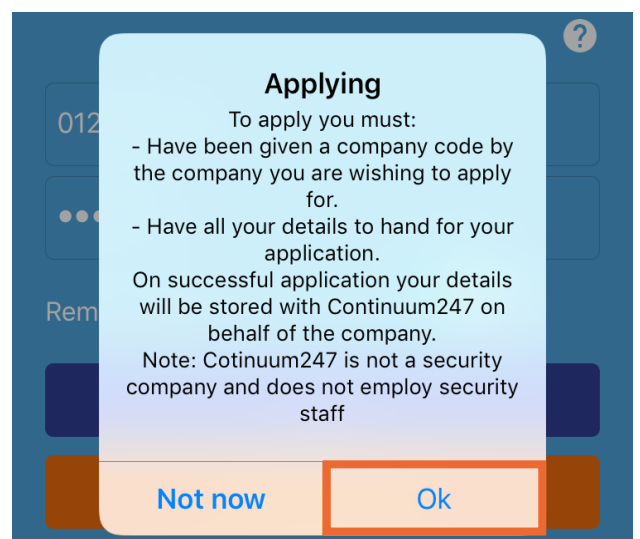 ?
Applying
To apply you must:
- Have been given a company code by
the company you are wishing to apply
for.
- Have all your details to hand for your
application.
On successful application your details
will be stored with Continuum247 on
behalf of the company.
Note: Cotinuum247 is not a security
company and does not employ security
staff
Not now
Ok
012
Rem